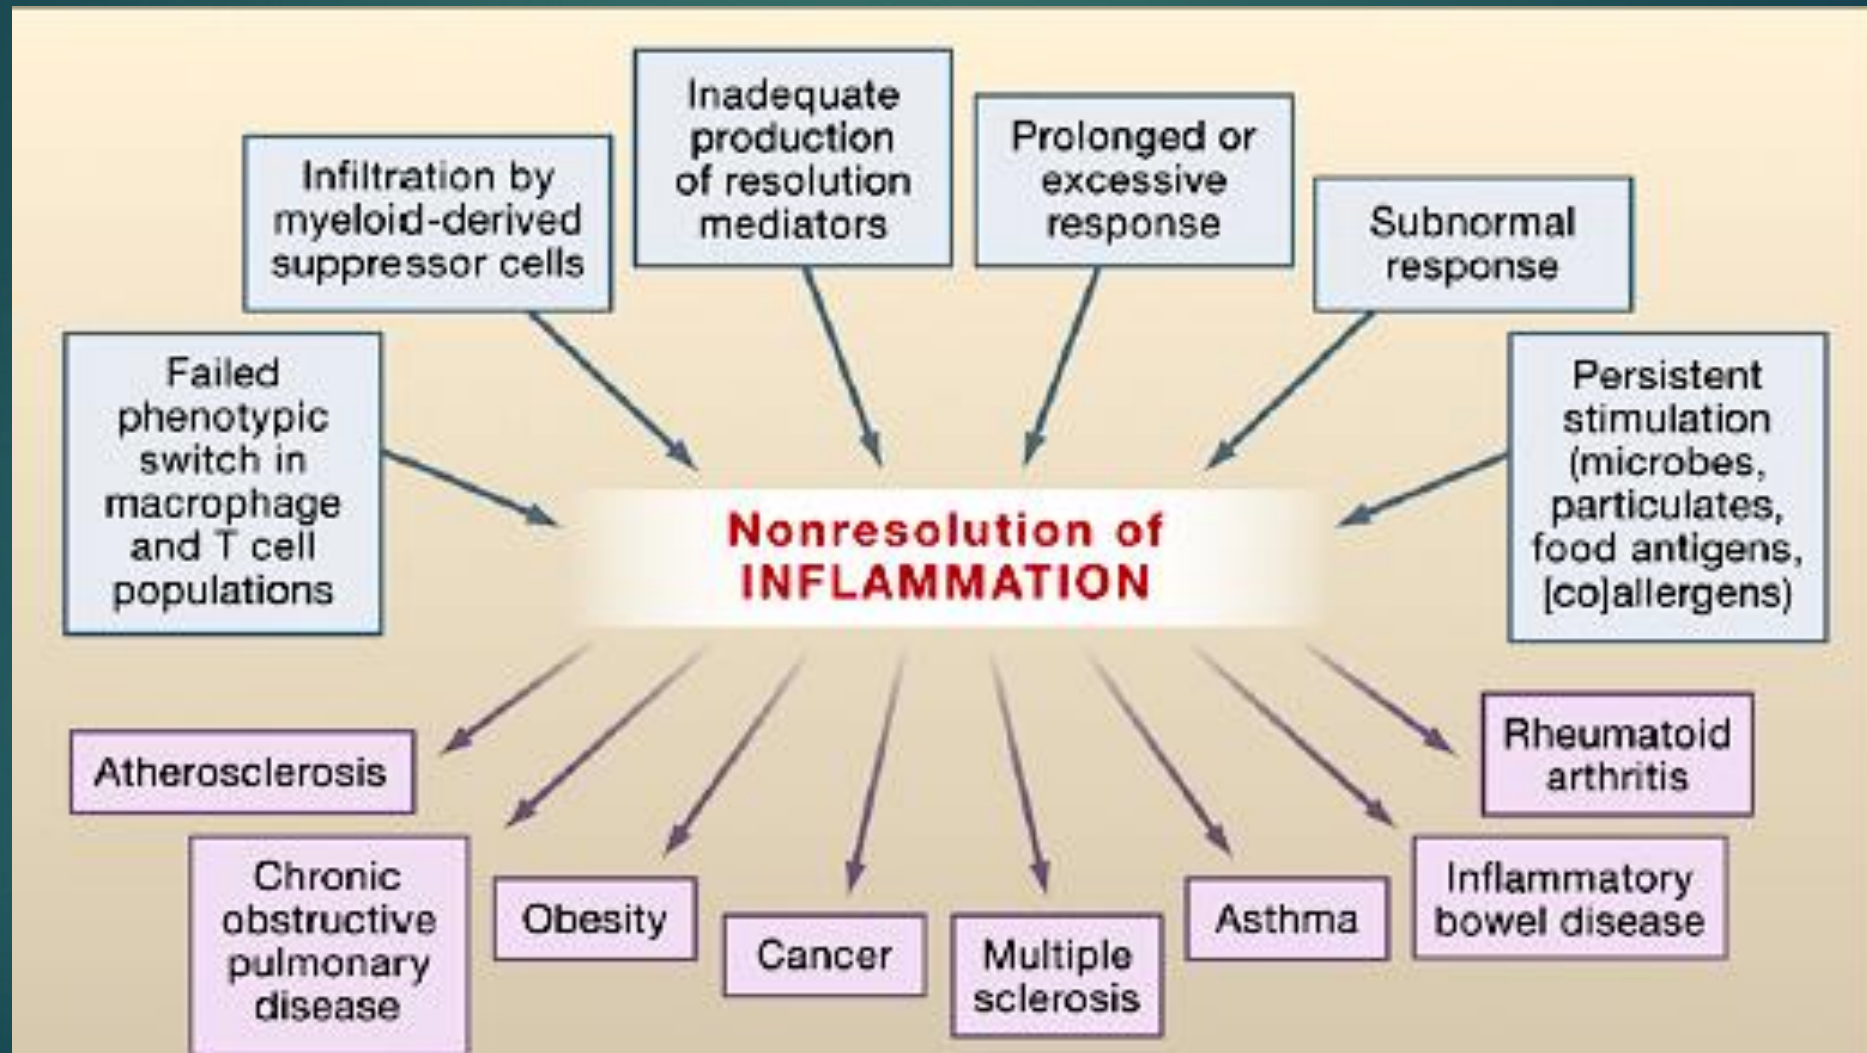 Failed
phenotypic
switch in
macrophage
and T cell
populations
Infiltration by
myeloid-derived
suppressor cells
Inadequate
production
of resolution
mediators
Prolonged or
excessive
response
Subnormal
response
Persistent
stimulation
(microbes,
particulates,
food antigens,
[co]allergens)
Nonresolution of
INFLAMMATION
Atherosclerosis
Chronic
obstructive
pulmonary
disease
Obesity
Cancer
Multiple
sclerosis
Asthma
Inflammatory
bowel disease
Rheumatoid
arthritis